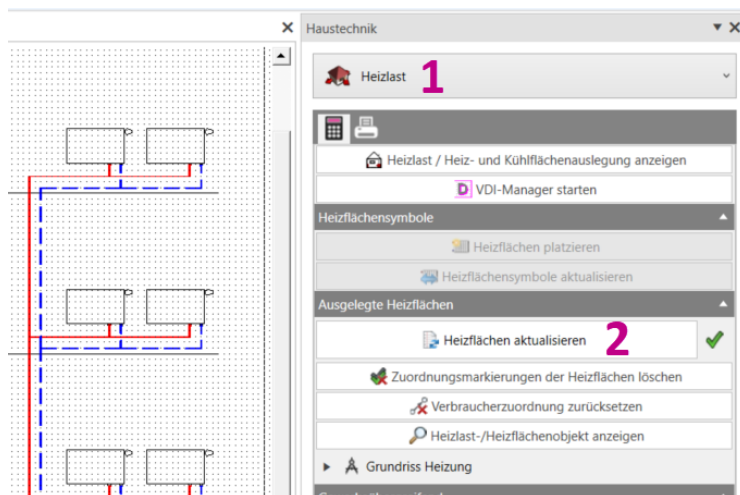 Haustechnik
Heizlast 1
Heizlast / Heiz- und Kühlflächenauslegung anzeigen
D VDI-Manager starten
Heizflächensymbole
Heizflächen platzieren
Heizflächensymbole aktualisieren
Ausgelegte Heizflächen
Heizflächen aktualisieren 2
Zuordnungsmarkierungen der Heizflächen löschen
Verbraucherzuordnung zurücksetzen
Heizlast-/Heizflächenobjekt anzeigen
Grundriss Heizung